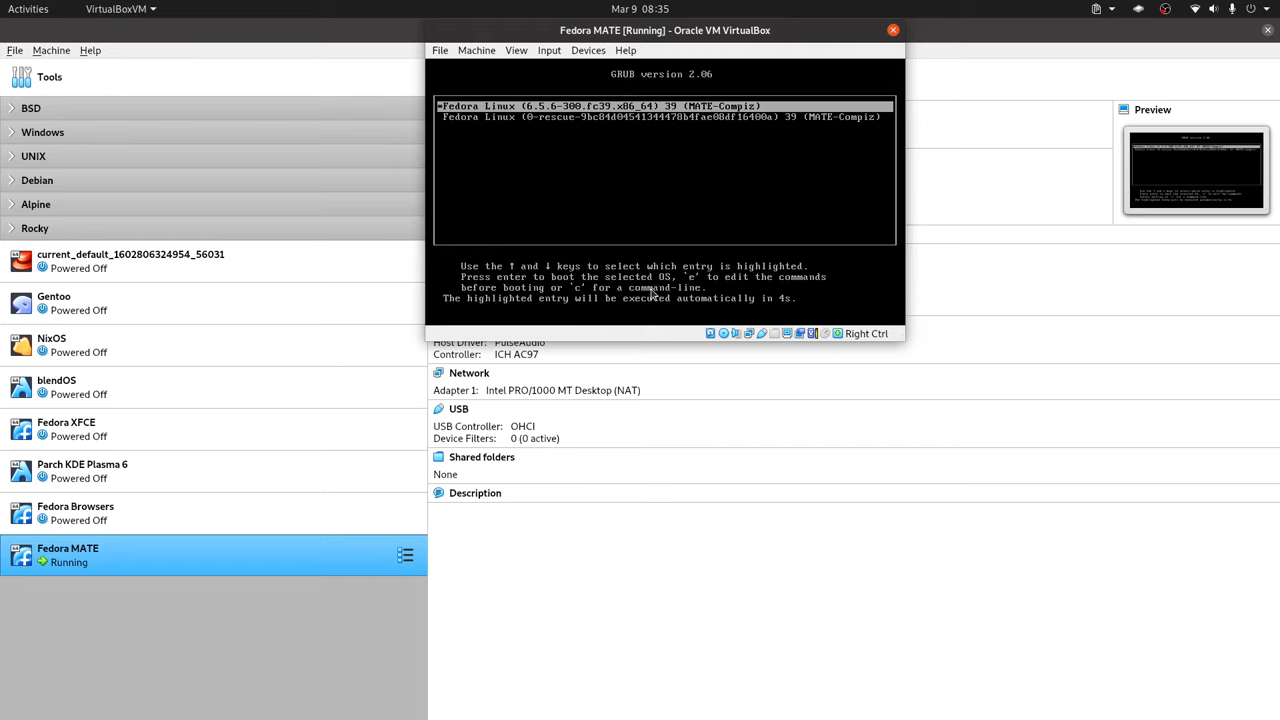 Activities VirtualBoxVM Mar 9 08:35
Fedora MATE [Running] - Oracle VM VirtualBox
File Machine Help
File Machine View Input Devices Help
Tools
BSD
Windows
UNIX
Debian
Alpine
Rocky
current_default_1602806324954_56031
Powered Off
Gentoo
Powered Off
NixOS
Powered Off
blendOS
Powered Off
Fedora XFCE
Powered Off
Parch KDE Plasma 6
Powered Off
Fedora Browsers
Powered Off
Fedora MATE
Running
GRUB version 2.06
*Fedora Linux (6.5.6-300.fc39.x86_64) 39 (MATE-Compiz)
Fedora Linux (0-rescue-9bc84d04541344478b4fae08df16400a) 39 (MATE-Compiz)
Use the ↑ and ↓ keys to select which entry is highlighted.
Press enter to boot the selected OS, `e' to edit the commands
before booting or `c' for a command-line.
The highlighted entry will be executed automatically in 4s.
Right Ctrl
Host Driver: PulseAudio
Controller: ICH AC97
Network
Adapter 1: Intel PRO/1000 MT Desktop (NAT)
USB
USB Controller: OHCI
Device Filters: 0 (0 active)
Shared folders
None
Description
Preview